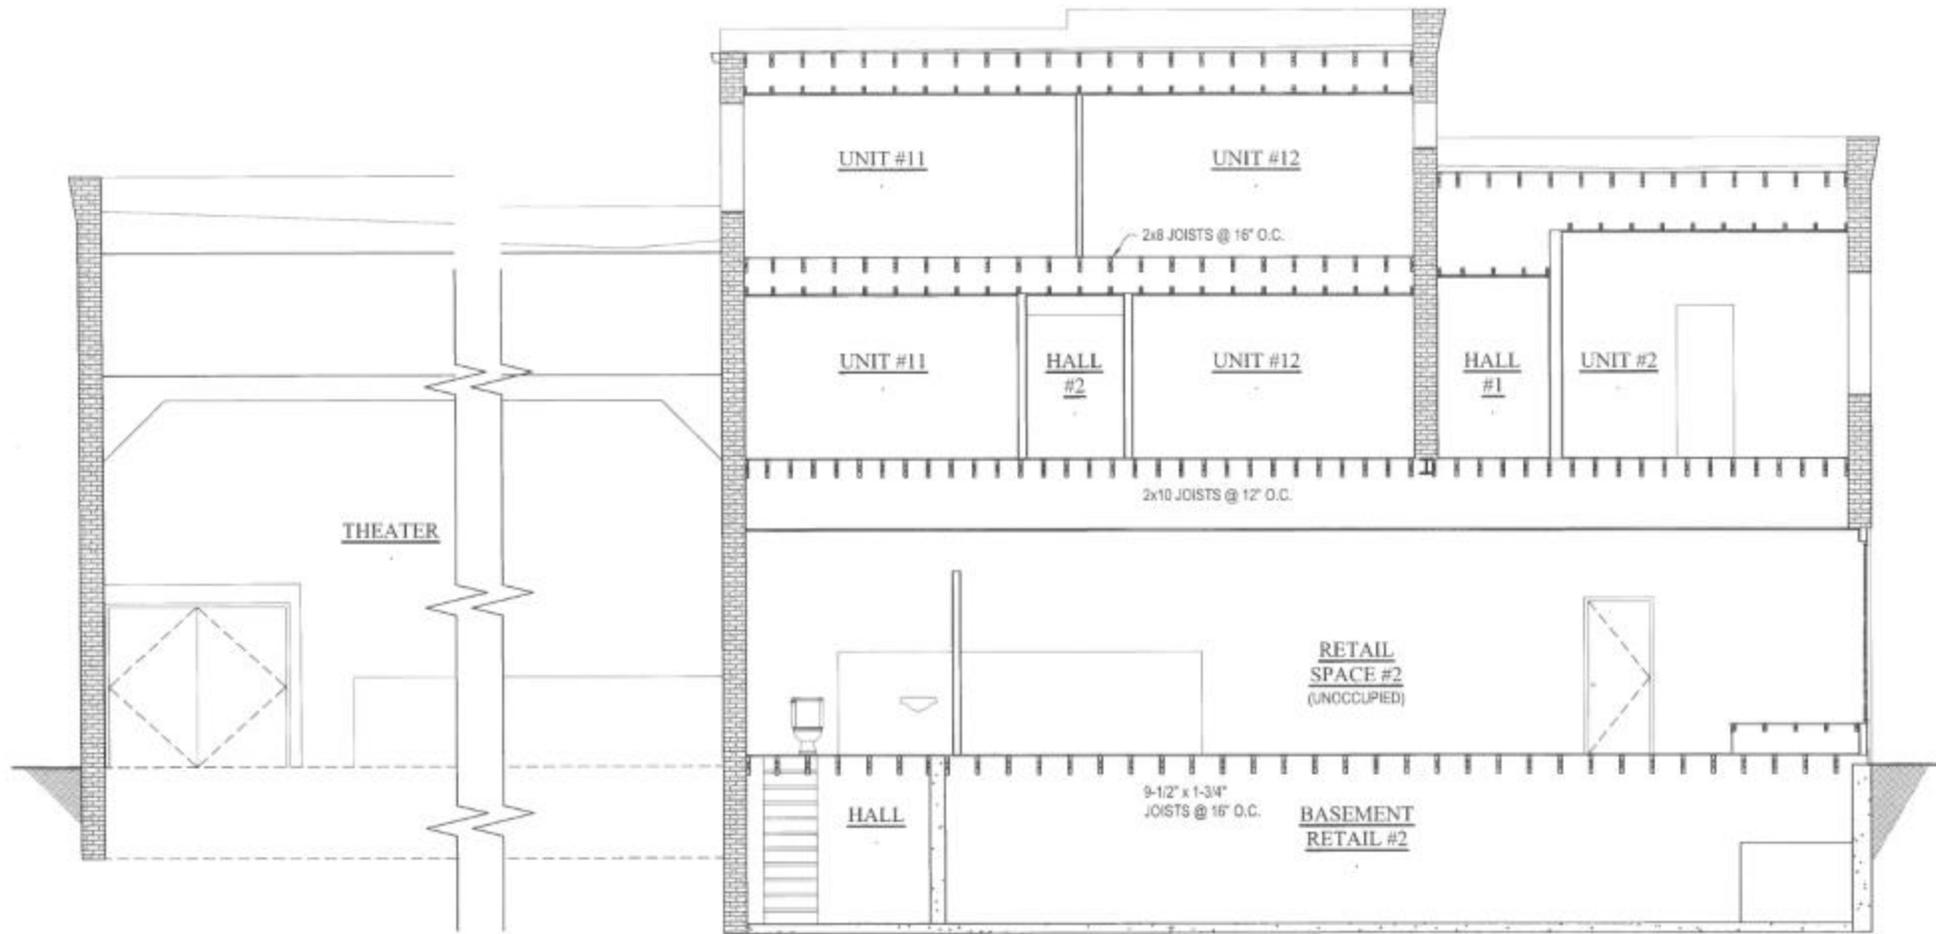 UNIT #11
UNIT #12
2x8 JOISTS @ 16" O.C.
UNIT #11
HALL
#2
UNIT #12
HALL
#1
UNIT #2
2x10 JOISTS @ 12" O.C.
THEATER
RETAIL
SPACE #2
(UNOCCUPIED)
9-1/2" x 1-3/4"
JOISTS @ 16" O.C.
HALL
BASEMENT
RETAIL #2